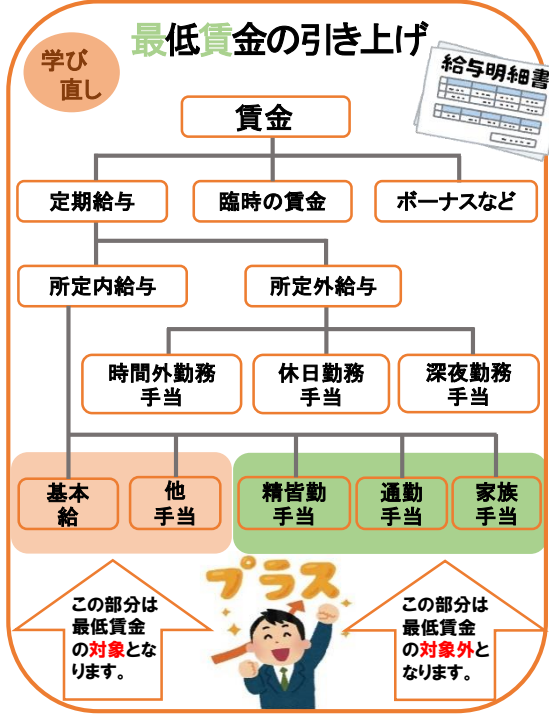 最低賃金の引き上げ
学び
直し
給与明細書
賃金
定期給与
臨時の賃金
ボーナスなど
所定内給与
所定外給与
時間外勤務
手当
休日勤務
手当
深夜勤務
手当
基本
給
他
手当
精皆勤
手当
通勤
手当
家族
手当
プラス
この部分は
最低賃金
の対象とな
ります。
この部分は
最低賃金
の対象外と
なります。